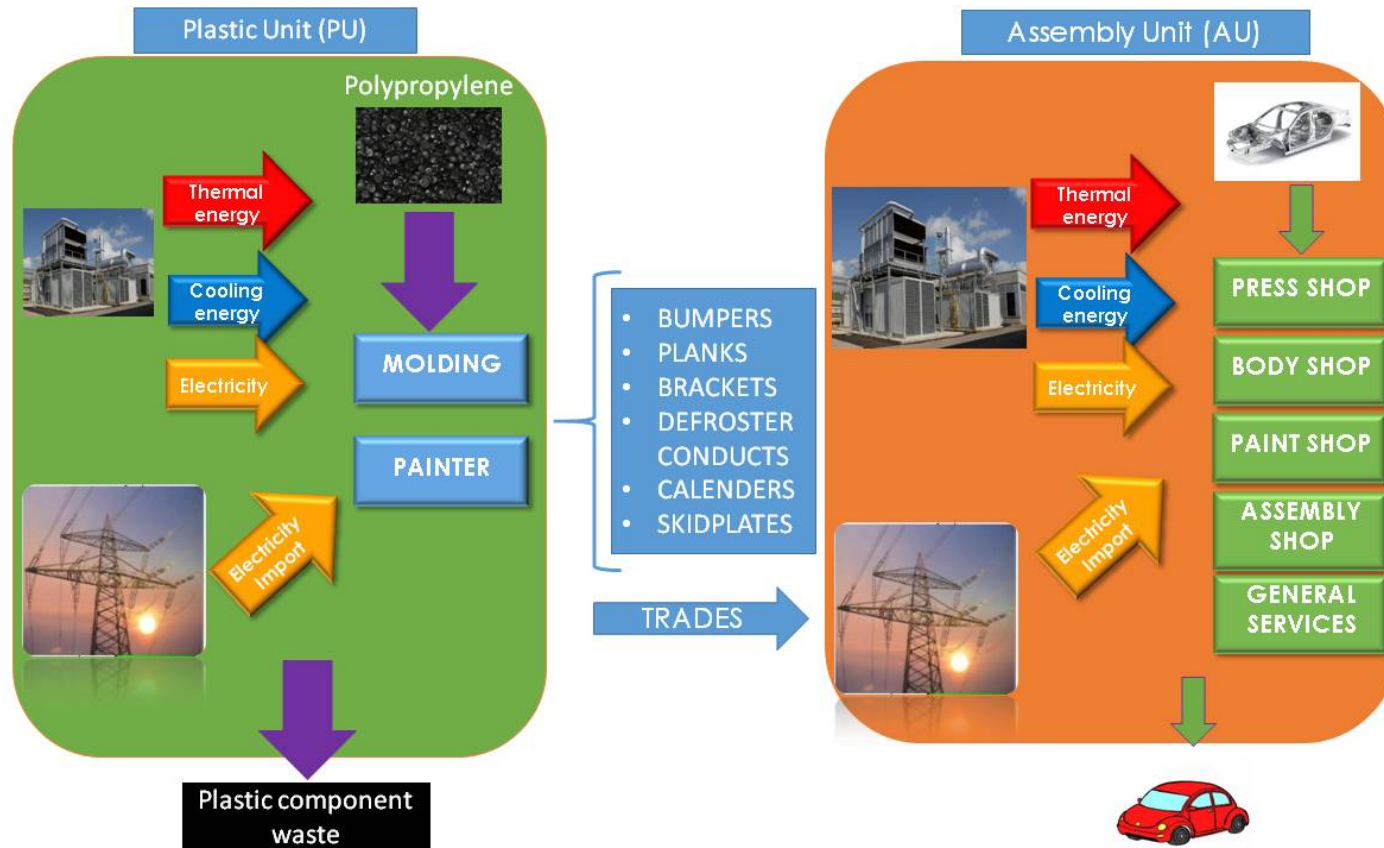 Plastic Unit (PU)
Assembly Unit (AU)
Polypropylene
Thermal
energy
Cooling
energy
Electricity
MOLDING
PAINTER
Electricity
Import
Plastic component
waste
• BUMPERS
• PLANKS
• BRACKETS
• DEFROSTER
CONDUCTS
• CALENDERS
• SKIDPLATES
TRADES
Thermal
energy
Cooling
energy
Electricity
Electricity
Import
PRESS SHOP
BODY SHOP
PAINT SHOP
ASSEMBLY
SHOP
GENERAL
SERVICES